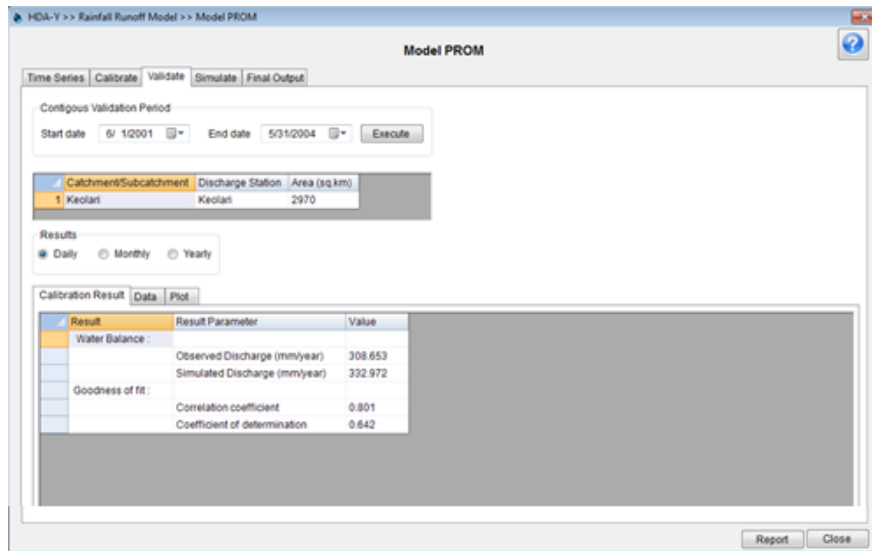 HDA-Y >> Rainfall Runoff Model >> Model PROM
Model PROM
Time Series Calibrate Validate Simulate Final Output
Contigous Validation Period
Start date 6/ 1/2001 End date 5/31/2004 Execute
Catchment/Subcatchment Discharge Station Area (sq.km)
1 Keolari Keolari 2970
Results
Daily Monthly Yearly
Calibration Result Data Plot
Result Result Parameter Value
Water Balance :
Observed Discharge (mm/year) 308.653
Simulated Discharge (mm/year) 332.972
Goodness of fit :
Correlation coefficient 0.801
Coefficient of determination 0.642
Report Close